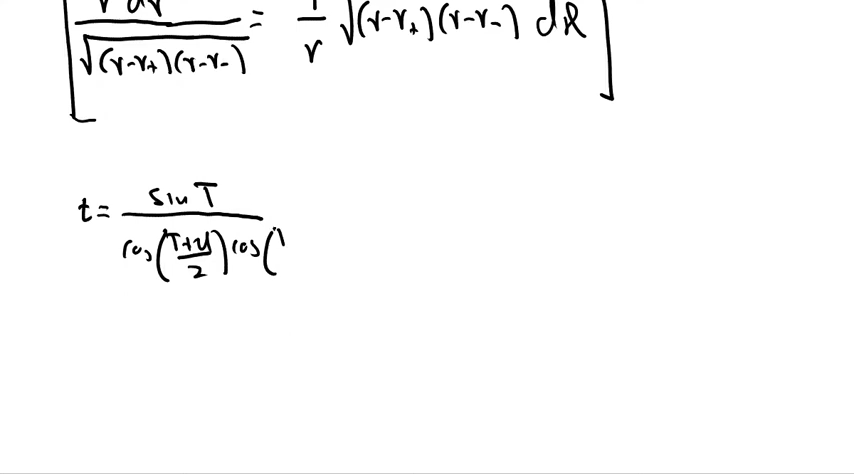 [ r dr / √(r-r₊)(r-r₋) = 1/r √(r-r₊)(r-r₋) dl ]
t = sin T / cos((T+χ)/2) cos(